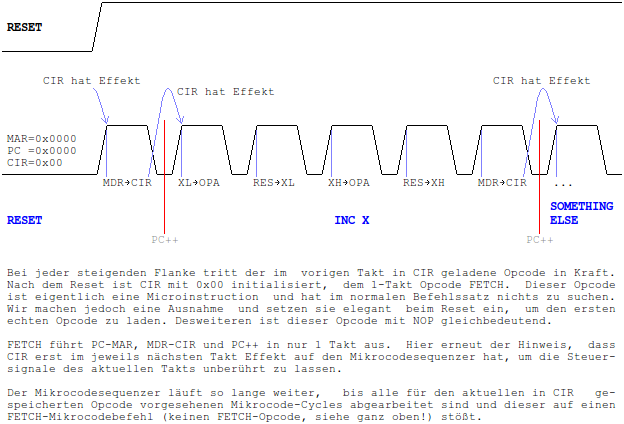 RESET
CIR hat Effekt
CIR hat Effekt
CIR hat Effekt
MAR=0x0000
PC =0x0000
CIR=0x00
MDR→CIR
XL→OPA
RES→XL
XH→OPA
RES→XH
MDR→CIR
...
RESET
INC X
SOMETHING
ELSE
PC++
PC++
Bei jeder steigenden Flanke tritt der im vorigen Takt in CIR geladene Opcode in Kraft.
Nach dem Reset ist CIR mit 0x00 initialisiert, dem 1-Takt Opcode FETCH. Dieser Opcode
ist eigentlich eine Microinstruction und hat im normalen Befehlssatz nichts zu suchen.
Wir machen jedoch eine Ausnahme und setzen sie elegant beim Reset ein, um den ersten
echten Opcode zu laden. Desweiteren ist dieser Opcode mit NOP gleichbedeutend.
FETCH führt PC-MAR, MDR-CIR und PC++ in nur 1 Takt aus. Hier erneut der Hinweis, dass
CIR erst im jeweils nächsten Takt Effekt auf den Mikrocodesequenzer hat, um die Steuer-
signale des aktuellen Takts unberührt zu lassen.
Der Mikrocodesequenzer läuft so lange weiter, bis alle für den aktuellen in CIR ge-
speicherten Opcode vorgesehenen Mikrocode-Cycles abgearbeitet sind und dieser auf einen
FETCH-Mikrocodebefehl (keinen FETCH-Opcode, siehe ganz oben!) stößt.